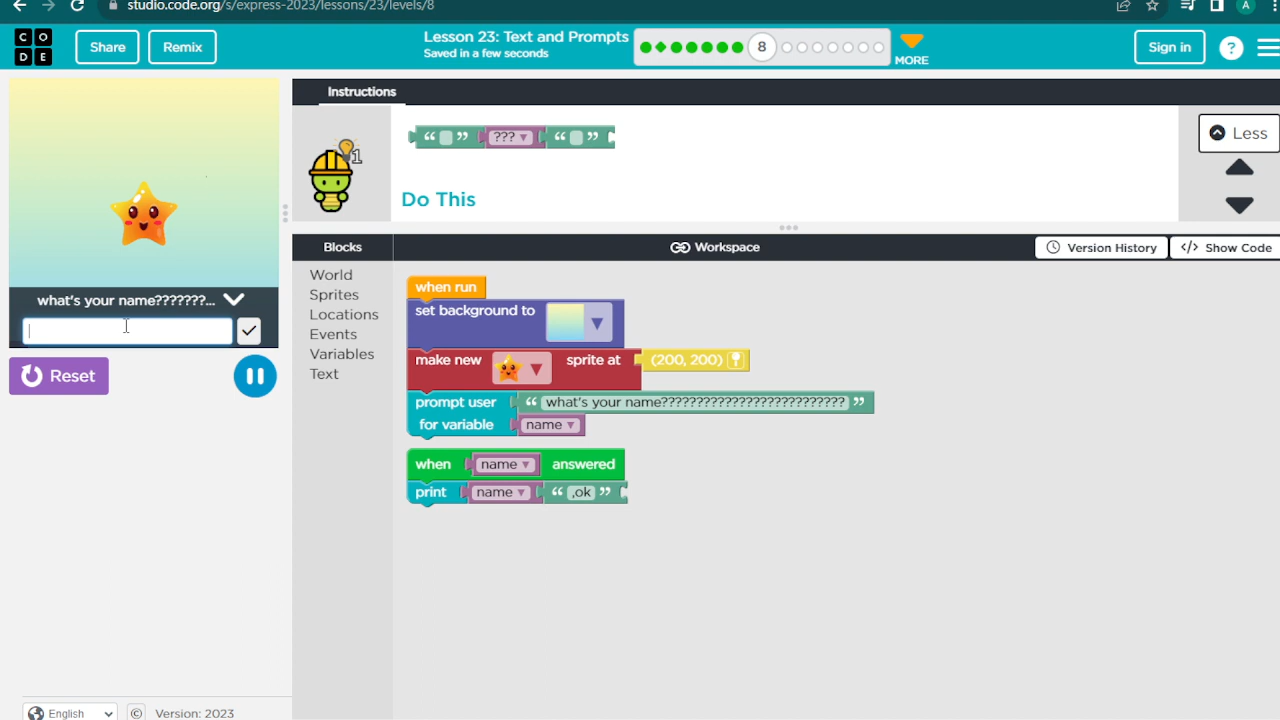 studio.code.org/s/express-2023/lessons/23/levels/8
A
C O
D E
Share
Remix
Lesson 23: Text and Prompts
Saved in a few seconds
8
MORE
Sign in
?
Instructions
1
“ ” ??? “ ”
Do This
Less
Blocks
Workspace
Version History
</> Show Code
World
Sprites
Locations
Events
Variables
Text
when run
set background to
make new sprite at (200, 200)
prompt user “ what's your name?????????????????????????? ”
for variable name
when name answered
print name “ ,ok ”
what's your name???????...
Reset
English
© Version: 2023